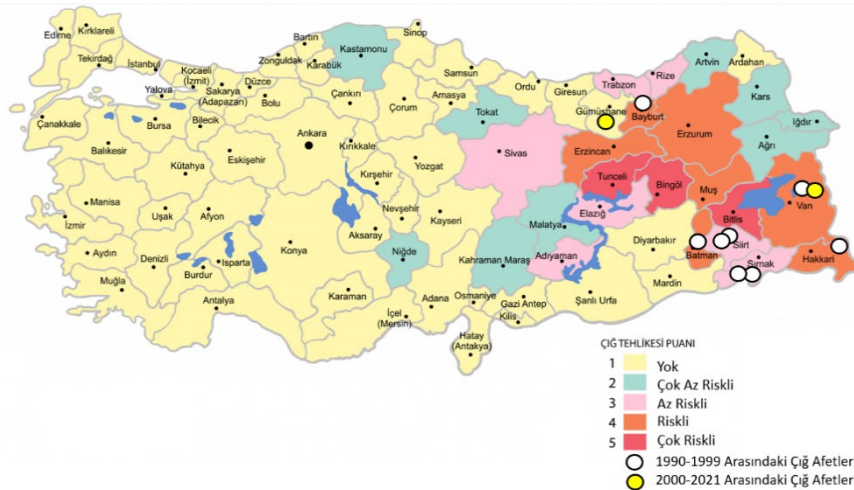 Edirne
Kırklareli
Tekirdağ
İstanbul
Kocaeli
(İzmit)
Yalova
Sakarya
(Adapazarı)
Düzce
Bolu
Zonguldak
Bartın
Karabük
Kastamonu
Sinop
Samsun
Çankırı
Çorum
Amasya
Tokat
Ordu
Giresun
Trabzon
Rize
Artvin
Ardahan
Kars
Iğdır
Ağrı
Gümüşhane
Bayburt
Erzurum
Erzincan
Çanakkale
Balıkesir
Bursa
Bilecik
Eskişehir
Kütahya
Ankara
Kırıkkale
Yozgat
Sivas
Kırşehir
Nevşehir
Kayseri
Tunceli
Bingöl
Muş
Elazığ
Malatya
Bitlis
Van
Manisa
İzmir
Uşak
Afyon
Aydın
Denizli
Muğla
Burdur
Isparta
Antalya
Konya
Aksaray
Niğde
Karaman
İçel
(Mersin)
Adana
Osmaniye
Kahraman Maraş
Adıyaman
Gazi Antep
Kilis
Hatay
(Antakya)
Şanlı Urfa
Diyarbakır
Mardin
Batman
Siirt
Şırnak
Hakkari
ÇIĞ TEHLİKESİ PUANI
1 Yok
2 Çok Az Riskli
3 Az Riskli
4 Riskli
5 Çok Riskli
1990-1999 Arasındaki Çığ Afetler
2000-2021 Arasındaki Çığ Afetler